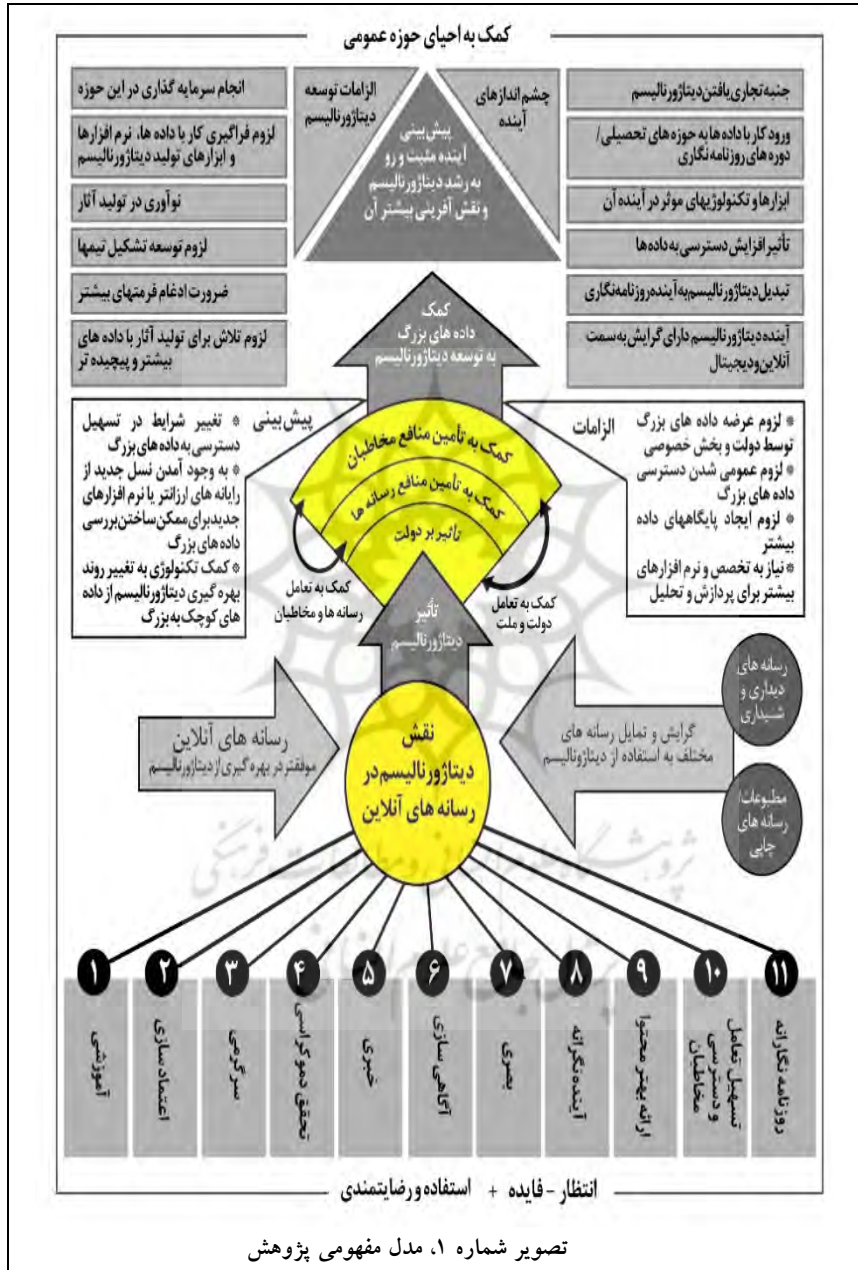 کمک به احیای حوزه عمومی
جنبه تجاری یافتن دیتاژورنالیسم
ورود کار با داده ها به حوزه های تحصیلی/
دوره های روزنامه نگاری
ابزارها و تکنولوژیهای موثر در آینده آن
تأثیر افزایش دسترسی به داده ها
تبدیل دیتاژورنالیسم به آینده روزنامه نگاری
آینده دیتاژورنالیسم دارای گرایش به سمت
آنلاین و دیجیتال
چشم اندازهای
آینده
پیش بینی
آینده مثبت و رو
به رشد دیتاژورنالیسم
و نقش آفرینی بیشتر آن
الزامات توسعه
دیتاژورنالیسم
انجام سرمایه گذاری در این حوزه
لزوم فراگیری کار با داده ها، نرم افزارها
و ابزارهای تولید دیتاژورنالیسم
نوآوری در تولید آثار
لزوم توسعه تشکیل تیمها
ضرورت ادغام فرمتهای بیشتر
لزوم تلاش برای تولید آثار با داده های
بیشتر و پیچیده تر
کمک
داده های بزرگ
به توسعه دیتاژورنالیسم
الزامات
* لزوم عرضه داده های بزرگ
توسط دولت و بخش خصوصی
* لزوم عمومی شدن دسترسی
داده های بزرگ
* لزوم ایجاد پایگاههای داده
بیشتر
* نیاز به تخصص و نرم افزارهای
بیشتر برای پردازش و تحلیل
کمک به تأمین منافع مخاطبان
کمک به تأمین منافع رسانه ها
تأثیر بر دولت
پیش بینی
* تغییر شرایط در تسهیل
دسترسی به داده های بزرگ
* به وجود آمدن نسل جدید از
رایانه های ارزانتر یا نرم افزارهای
جدید برای ممکن ساختن بررسی
داده های بزرگ
* کمک تکنولوژی به تغییر روند
بهره گیری دیتاژورنالیسم از داده
های کوچک به بزرگ
کمک به تعامل
دولت و ملت
کمک به تعامل
رسانه ها و مخاطبان
تأثیر
دیتاژورنالیسم
رسانه های
دیداری و
شنیداری
گرایش و تمایل رسانه های
مختلف به استفاده از دیتاژونالیسم
مطبوعات/
رسانه های
چاپی
نقش
دیتاژورنالیسم در
رسانه های آنلاین
رسانه های آنلاین
موفقتر در بهره گیری از دیتاژورنالیسم
پژوهشگاه علوم انسانی و مطالعات فرهنگی
پرتال جامع علوم انسانی
۱۱ ۱۰ ۹ ۸ ۷ ۶ ۵ ۴ ۳ ۲ ۱
روزنامه نگارانه
تسهیل تعامل
و دسترسی
مخاطبان
ارائه بهتر محتوا
آینده نگرانه
بصری
آگاهی سازی
خبری
تحقق دموکراسی
سرگرمی
اعتمادسازی
آموزشی
انتظار - فایده + استفاده و رضایتمندی
تصویر شماره ۱، مدل مفهومی پژوهش